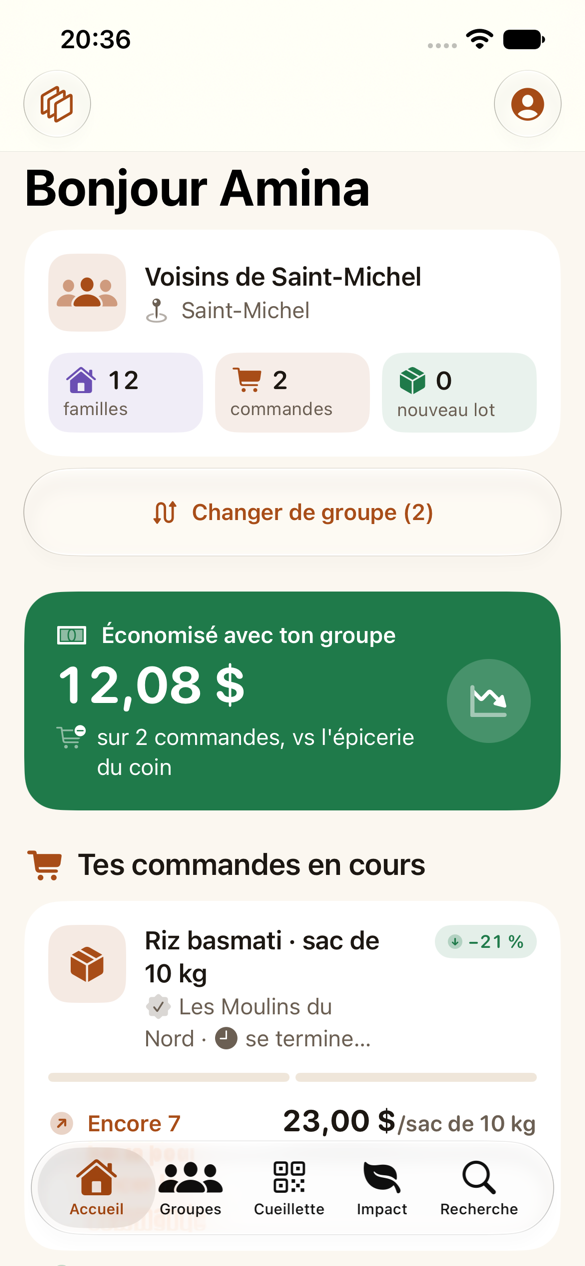 20:36
Bonjour Amina
Voisins de Saint-Michel
Saint-Michel
12
familles
2
commandes
0
nouveau lot
Changer de groupe (2)
Économisé avec ton groupe
12,08 $
sur 2 commandes, vs l'épicerie
du coin
Tes commandes en cours
Riz basmati · sac de
10 kg
−21 %
Les Moulins du
Nord · se termine...
Encore 7
23,00 $/sac de 10 kg
Accueil
Groupes
Cueillette
Impact
Recherche